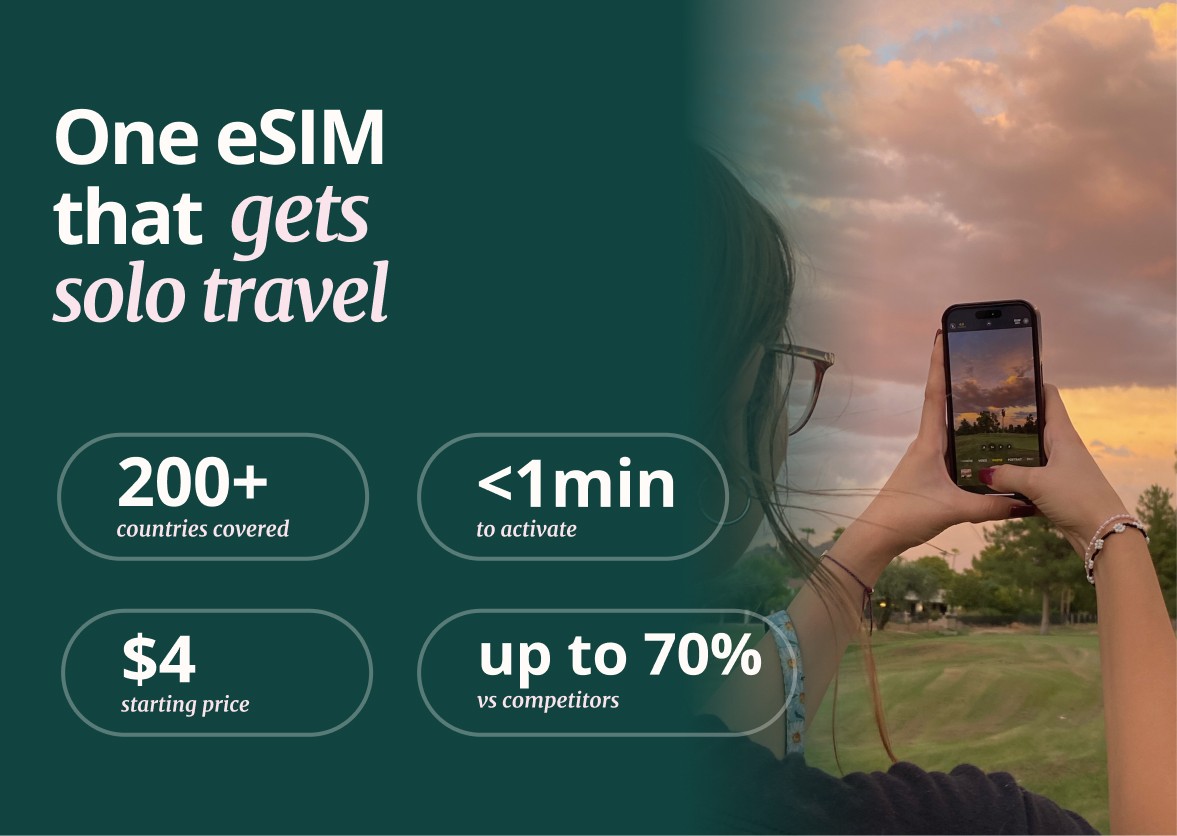 One eSIM
that gets
solo travel
200+
countries covered
<1min
to activate
$4
starting price
up to 70%
vs competitors